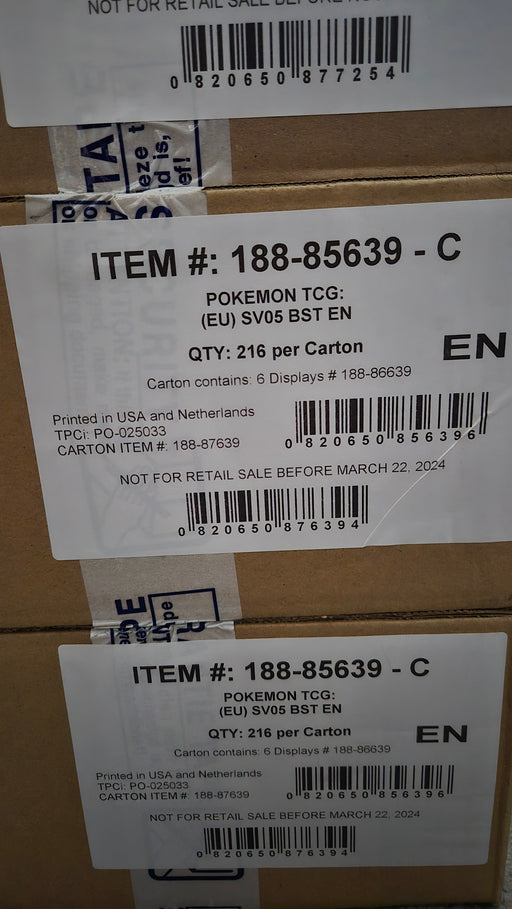 NOT FOR RETAIL SALE BEFORE
0 820650 877254
TAI
eze t
d is,
ef!
ITEM #: 188-85639 - C
POKEMON TCG:
(EU) SV05 BST EN
QTY: 216 per Carton
EN
Carton contains: 6 Displays # 188-86639
Printed in USA and Netherlands
TPCi: PO-025033
CARTON ITEM #: 188-87639
0 820650 856396
NOT FOR RETAIL SALE BEFORE MARCH 22, 2024
0 820650 876394
ITEM #: 188-85639 - C
POKEMON TCG:
(EU) SV05 BST EN
QTY: 216 per Carton
EN
Carton contains: 6 Displays # 188-86639
Printed in USA and Netherlands
TPCi: PO-025033
CARTON ITEM #: 188-87639
0 820650 856396
NOT FOR RETAIL SALE BEFORE MARCH 22, 2024
0 820650 876394